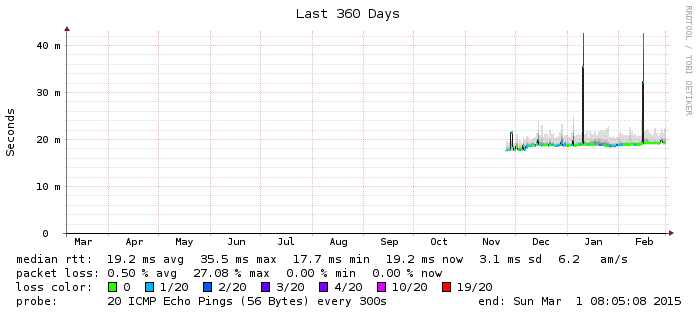 Last 360 Days
RRDTOOL / TOBI OETIKER
Seconds
40 m
30 m
20 m
10 m
0
Mar Apr May Jun Jul Aug Sep Oct Nov Dec Jan Feb
median rtt: 19.2 ms avg 35.5 ms max 17.7 ms min 19.2 ms now 3.1 ms sd 6.2 am/s
packet loss: 0.50 % avg 27.08 % max 0.00 % min 0.00 % now
loss color: 0 1/20 2/20 3/20 4/20 10/20 19/20
probe: 20 ICMP Echo Pings (56 Bytes) every 300s end: Sun Mar 1 08:05:08 2015